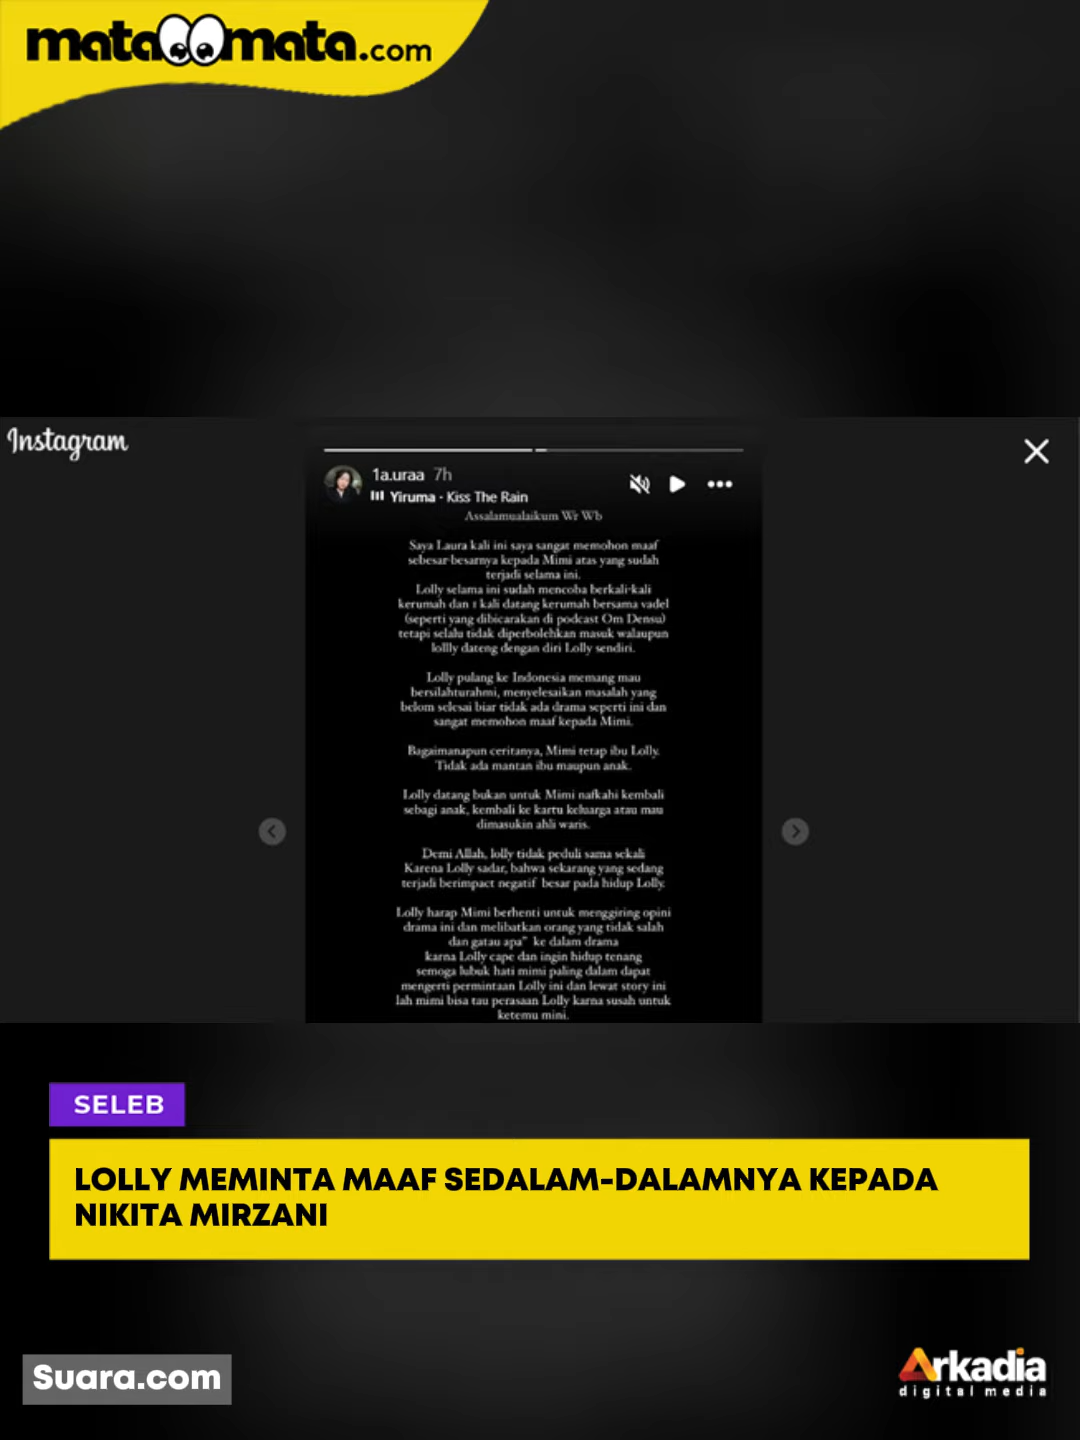 matamata.com
Instagram
1a.uraa 7h
Yiruma - Kiss The Rain
Assalamualaikum Wr Wb
Saya Laura kali ini saya sangat memohon maaf
sebesar-besarnya kepada Mimi atas yang sudah
terjadi selama ini.
Lolly selama ini sudah mencoba berkali-kali
kerumah dan 1 kali datang kerumah bersama vadel
(seperti yang dibicarakan di podcast Om Densu)
tetapi selalu tidak diperbolehkan masuk walaupun
lollly dateng dengan diri Lolly sendiri.
Lolly pulang ke Indonesia memang mau
bersilahturahmi, menyelesaikan masalah yang
belom selesai biar tidak ada drama seperti ini dan
sangat memohon maaf kepada Mimi.
Bagaimanapun ceritanya, Mimi tetap ibu Lolly.
Tidak ada mantan ibu maupun anak.
Lolly datang bukan untuk Mimi nafkahi kembali
sebagi anak, kembali ke kartu keluarga atau mau
dimasukin ahli waris.
Demi Allah, lolly tidak peduli sama sekali
Karena Lolly sadar, bahwa sekarang yang sedang
terjadi berimpact negatif besar pada hidup Lolly.
Lolly harap Mimi berhenti untuk menggiring opini
drama ini dan melibatkan orang yang tidak salah
dan gatau apa" ke dalam drama
karna Lolly cape dan ingin hidup tenang
semoga lubuk hati mimi paling dalam dapat
mengerti permintaan Lolly ini dan lewat story ini
lah mimi bisa tau perasaan Lolly karna susah untuk
ketemu mini.
SELEB
LOLLY MEMINTA MAAF SEDALAM-DALAMNYA KEPADA
NIKITA MIRZANI
Suara.com
Arkadia
digital media